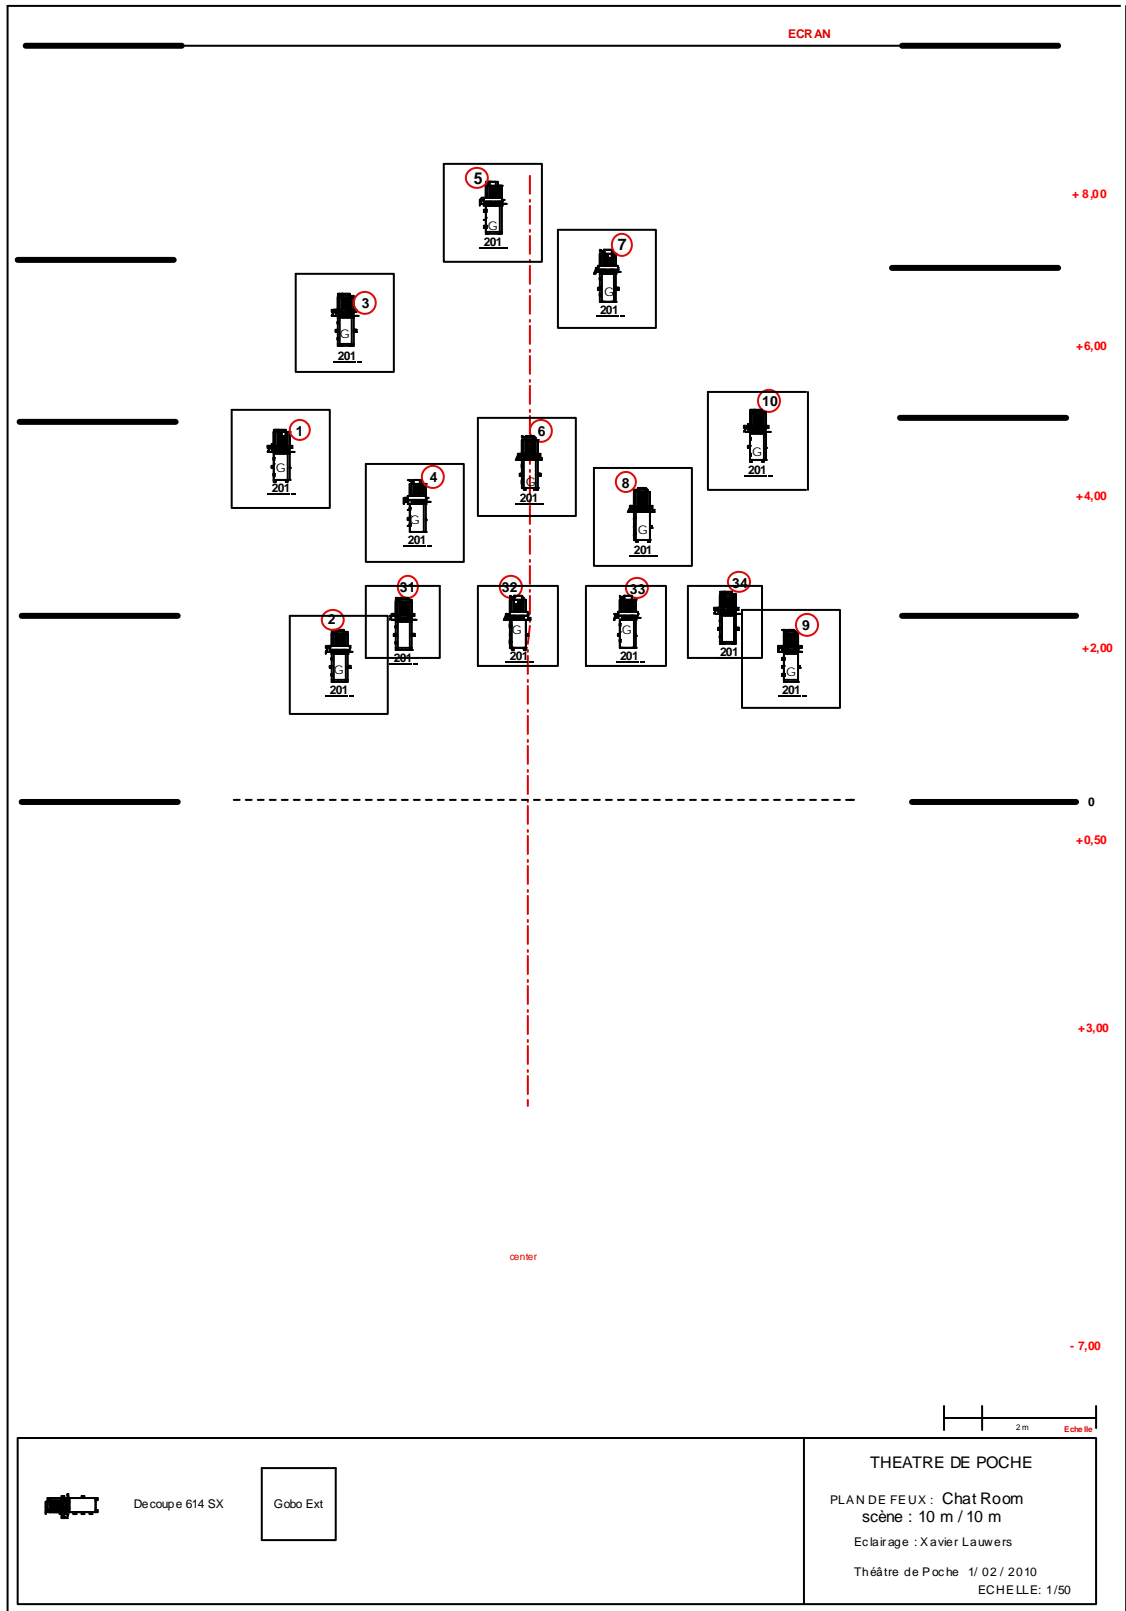 ECRAN
+ 8,00
5
G
201
7
G
201
3
G
201
+6,00
10
G
201
1
G
201
6
G
201
4
G
201
8
G
201
+4,00
31
201
32
G
201
33
G
201
34
201
2
G
201
9
G
201
+2,00
0
+0,50
+3,00
center
- 7,00
2 m
Echelle
Decoupe 614 SX
Gobo Ext
THEATRE DE POCHE
PLAN DE FEUX : Chat Room
scène : 10 m / 10 m
Eclairage : Xavier Lauwers
Théâtre de Poche 1/ 02 / 2010
ECHELLE: 1/50